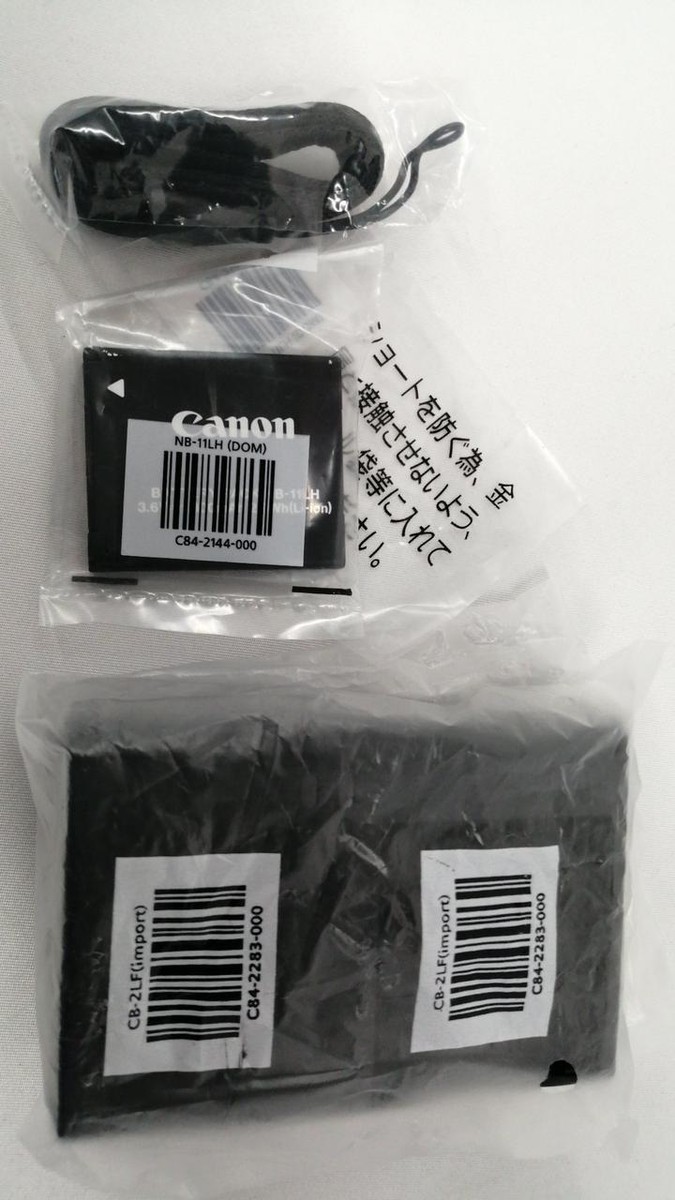 Canon
NB-11LH (DOM)
C84-2144-000
ショートを防ぐ為、金
接触させないよう、
袋等に入れて
さい。
CB-2LF(import)
C84-2283-000
CB-2LF(import)
C84-2283-000